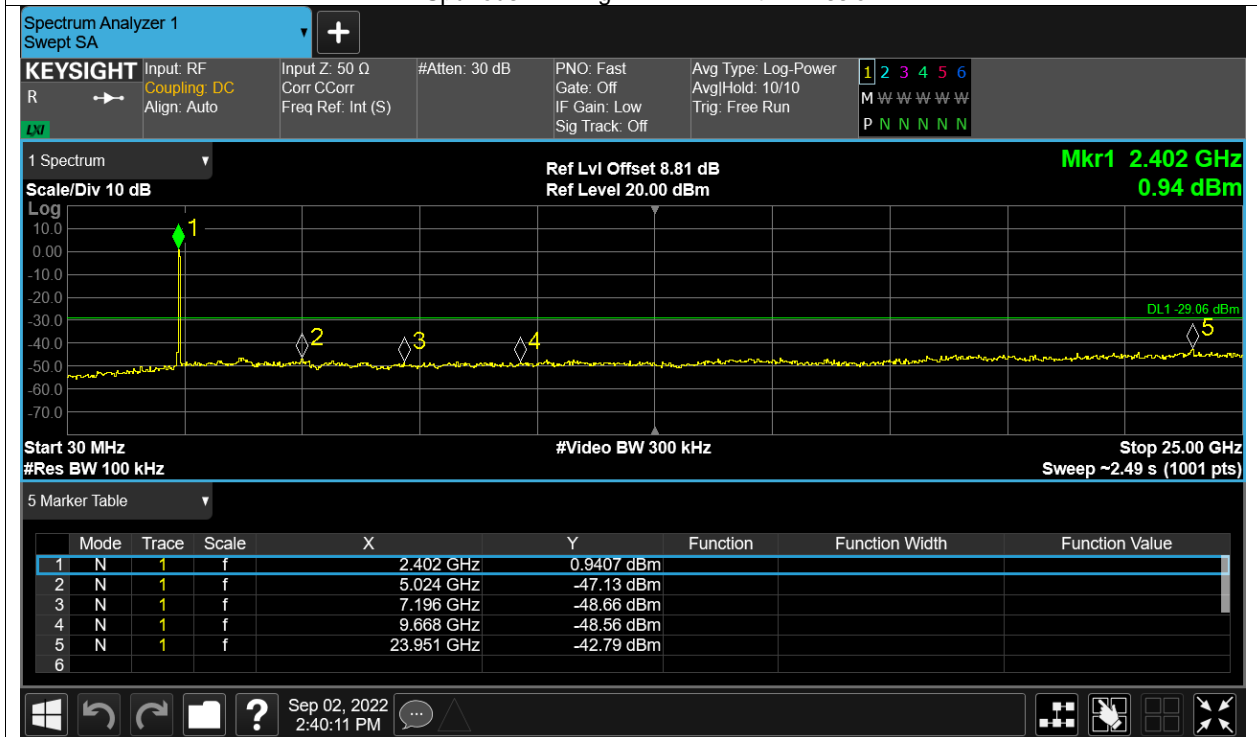 Spectrum Analyzer 1
Swept SA
KEYSIGHT
R
LXI
Input: RF
Coupling: DC
Align: Auto
Input Z: 50 Ω
Corr CCorr
Freq Ref: Int (S)
#Atten: 30 dB
PNO: Fast
Gate: Off
IF Gain: Low
Sig Track: Off
Avg Type: Log-Power
Avg|Hold: 10/10
Trig: Free Run
1 2 3 4 5 6
M W W W W W
P N N N N N
1 Spectrum
Scale/Div 10 dB
Ref Lvl Offset 8.81 dB
Ref Level 20.00 dBm
Mkr1 2.402 GHz
0.94 dBm
Log
10.0
0.00
-10.0
-20.0
-30.0
-40.0
-50.0
-60.0
-70.0
1
2
3
4
5
DL1 -29.06 dBm
Start 30 MHz
#Video BW 300 kHz
Stop 25.00 GHz
#Res BW 100 kHz
Sweep ~2.49 s (1001 pts)
5 Marker Table
Mode Trace Scale X Y Function Function Width Function Value
1 N 1 f 2.402 GHz 0.9407 dBm
2 N 1 f 5.024 GHz -47.13 dBm
3 N 1 f 7.196 GHz -48.66 dBm
4 N 1 f 9.668 GHz -48.56 dBm
5 N 1 f 23.951 GHz -42.79 dBm
6
?
Sep 02, 2022
2:40:11 PM